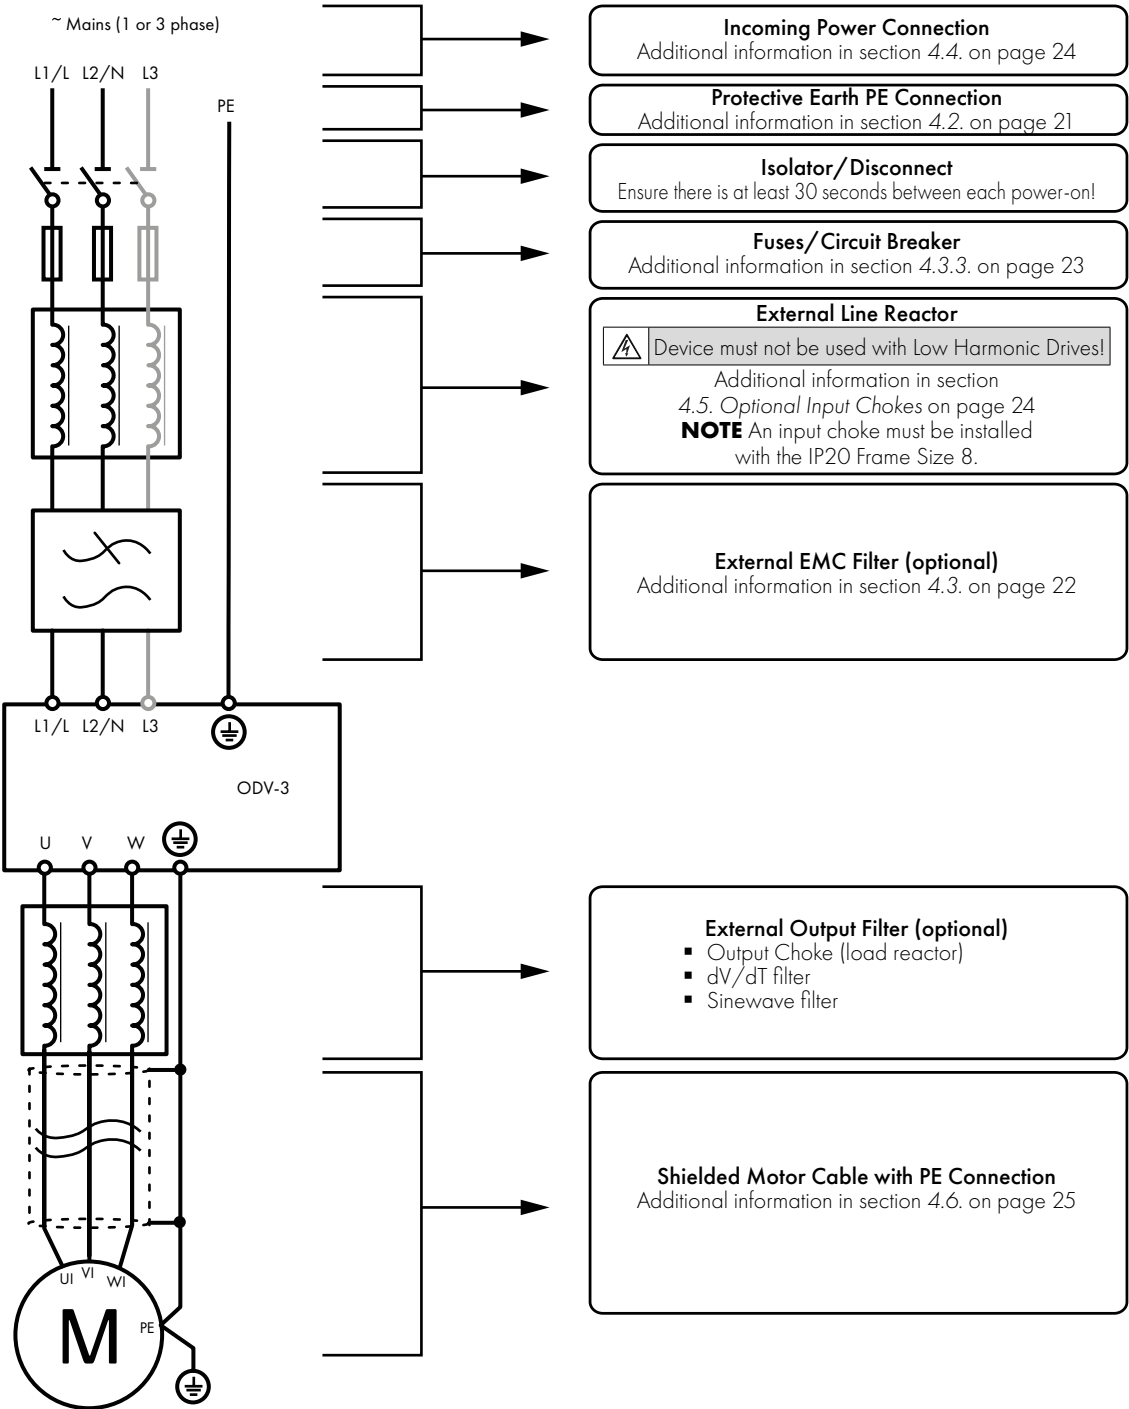 ~ Mains (1 or 3 phase)
L1/L L2/N L3
PE
Incoming Power Connection
Additional information in section 4.4. on page 24
Protective Earth PE Connection
Additional information in section 4.2. on page 21
Isolator/Disconnect
Ensure there is at least 30 seconds between each power-on!
Fuses/Circuit Breaker
Additional information in section 4.3.3. on page 23
External Line Reactor
Device must not be used with Low Harmonic Drives!
Additional information in section
4.5. Optional Input Chokes on page 24
NOTE An input choke must be installed
with the IP20 Frame Size 8.
External EMC Filter (optional)
Additional information in section 4.3. on page 22
L1/L L2/N L3
ODV-3
U V W
External Output Filter (optional)
▪ Output Choke (load reactor)
▪ dV/dT filter
▪ Sinewave filter
Shielded Motor Cable with PE Connection
Additional information in section 4.6. on page 25
UI VI WI
M
PE